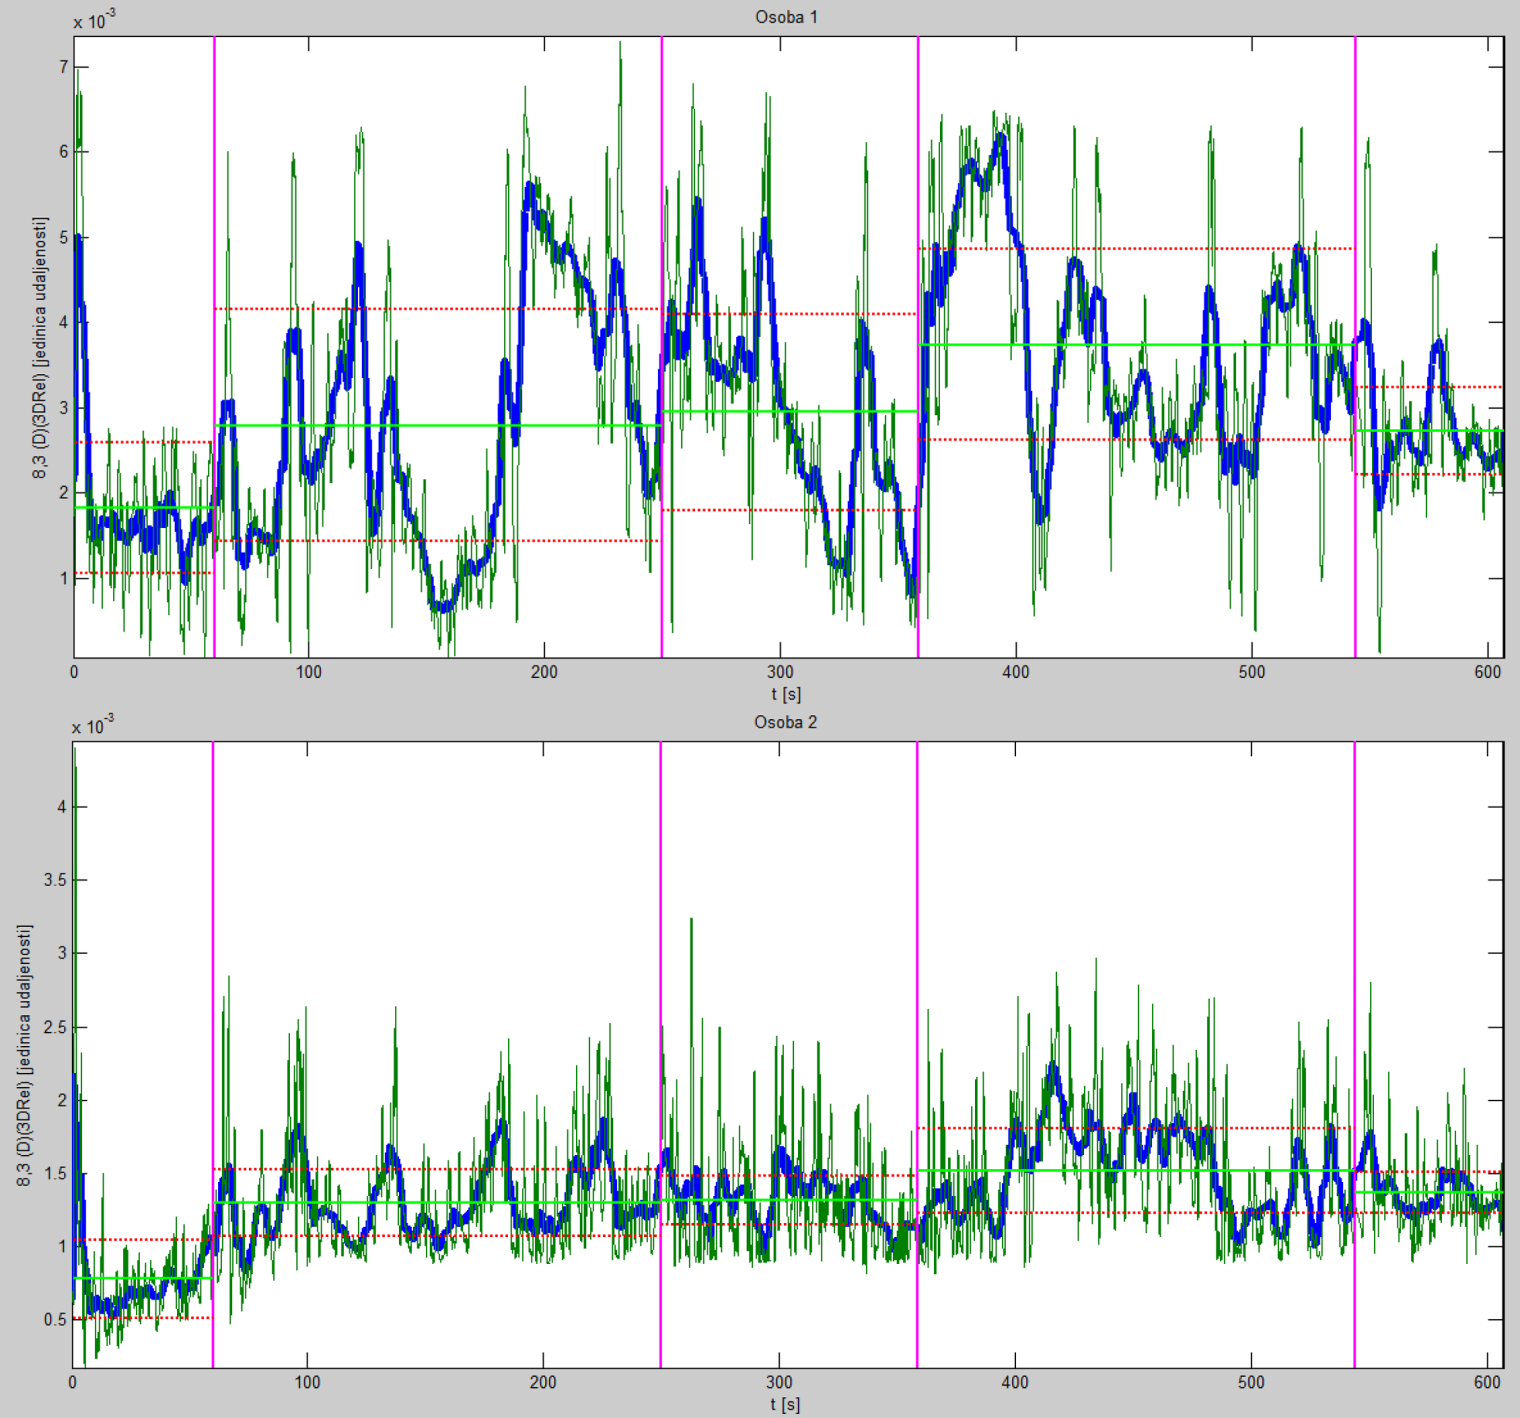 Osoba 1
x 10^-3
7
6
5
4
3
2
1
8,3 (D)(3DRel) [jedinica udaljenosti]
0 100 200 300 400 500 600
t [s]
Osoba 2
x 10^-3
4
3.5
3
2.5
2
1.5
1
0.5
8,3 (D)(3DRel) [jedinica udaljenosti]
0 100 200 300 400 500 600
t [s]